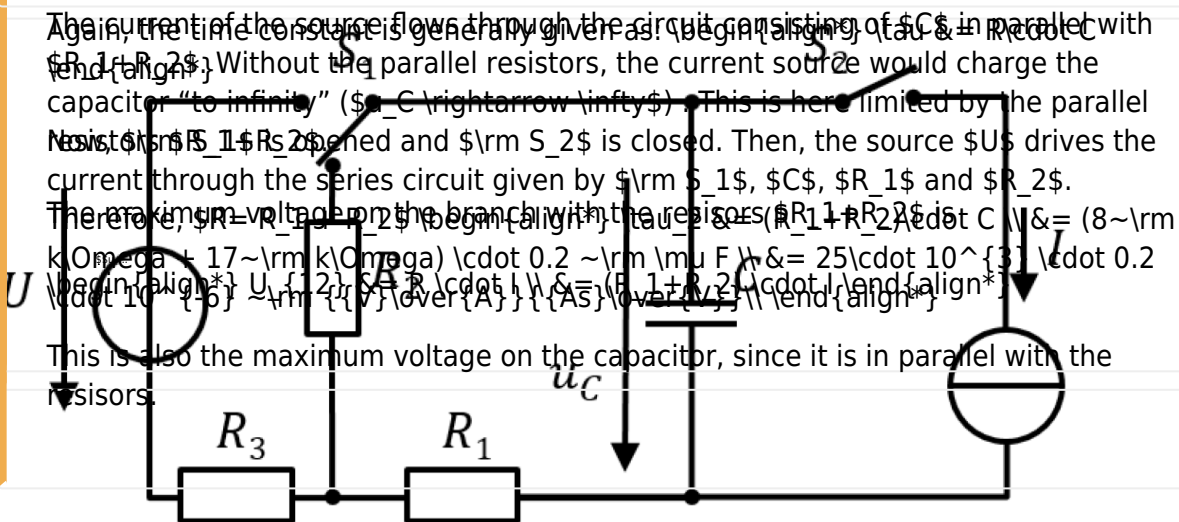 The current of the source flows through the circuit consisting of $C$ in parallel with
Again, the time constant is generally given as: \begin{align*} \tau &= R\cdot C
$R_1+R_2$. Without the parallel resistors, the current source would charge the
\end{align*}
capacitor “to infinity” ($u_C \rightarrow \infty$) . This is here limited by the parallel
resistors $R_1+R_2$.
Now, $\rm S_1$ is opened and $\rm S_2$ is closed. Then, the source $U$ drives the
current through the series circuit given by $\rm S_1$, $C$, $R_1$ and $R_2$.
The maximum voltage on the branch with the resisors $R_1+R_2$ is
Therefore, $R= R_1+R_2$ \begin{align*} \tau_2 &= (R_1+R_2)\cdot C \\ &= (8~\rm
k\Omega + 17~\rm k\Omega) \cdot 0.2 ~\rm \mu F \\ &= 25\cdot 10^{3} \cdot 0.2
\begin{align*} U_{12} &= R \cdot I \\ &= (R_1+R_2) \cdot I \end{align*}
\cdot 10^{-6} ~\rm {{V}\over{A}}{{As}\over{V}}\\ \end{align*}
This is also the maximum voltage on the capacitor, since it is in parallel with the
resisors.
S1
S2
U
R2
C
I
uC
R3
R1